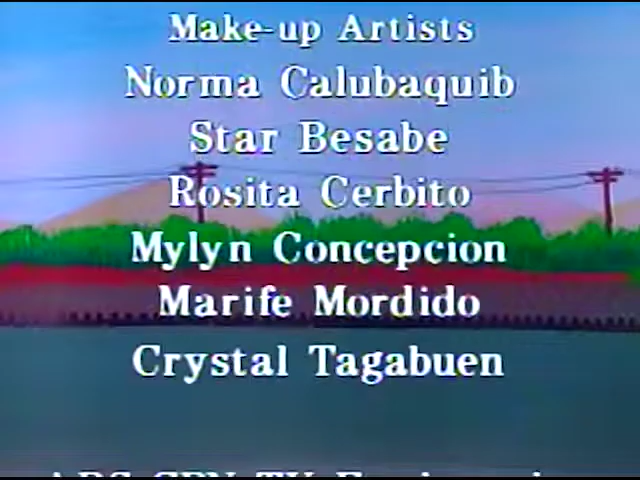 Make-up Artists
Norma Calubaquib
Star Besabe
Rosita Cerbito
Mylyn Concepcion
Marife Mordido
Crystal Tagabuen